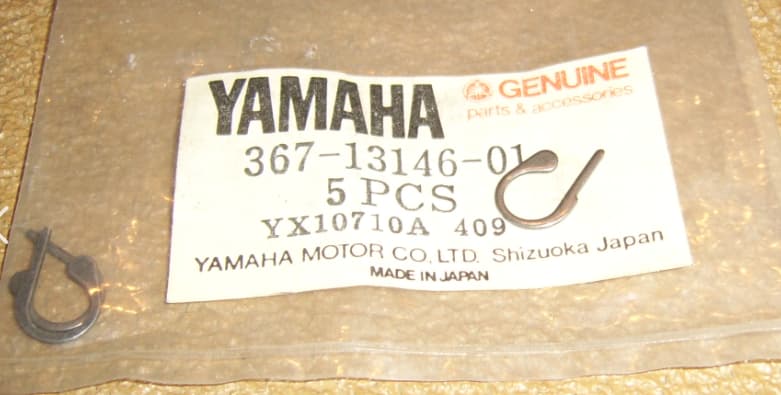 YAMAHA
GENUINE
parts & accessories
367-13146-01
5 PCS
YX10710A 409
YAMAHA MOTOR CO., LTD. Shizuoka Japan
MADE IN JAPAN